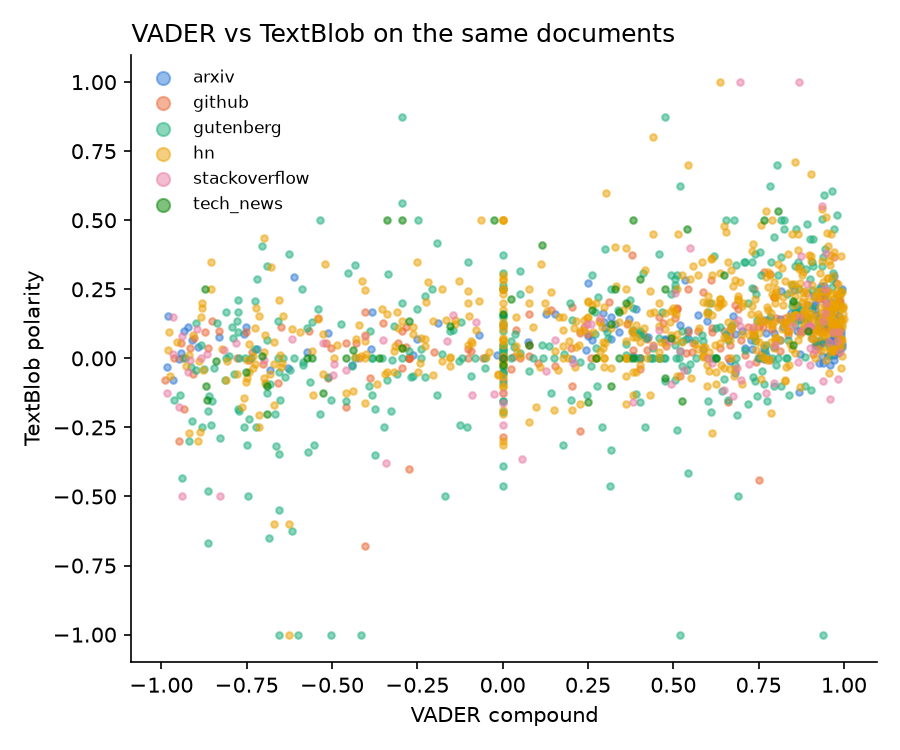 VADER vs TextBlob on the same documents
arxiv
github
gutenberg
hn
stackoverflow
tech_news
TextBlob polarity
1.00
0.75
0.50
0.25
0.00
−0.25
−0.50
−0.75
−1.00
−1.00 −0.75 −0.50 −0.25 0.00 0.25 0.50 0.75 1.00
VADER compound